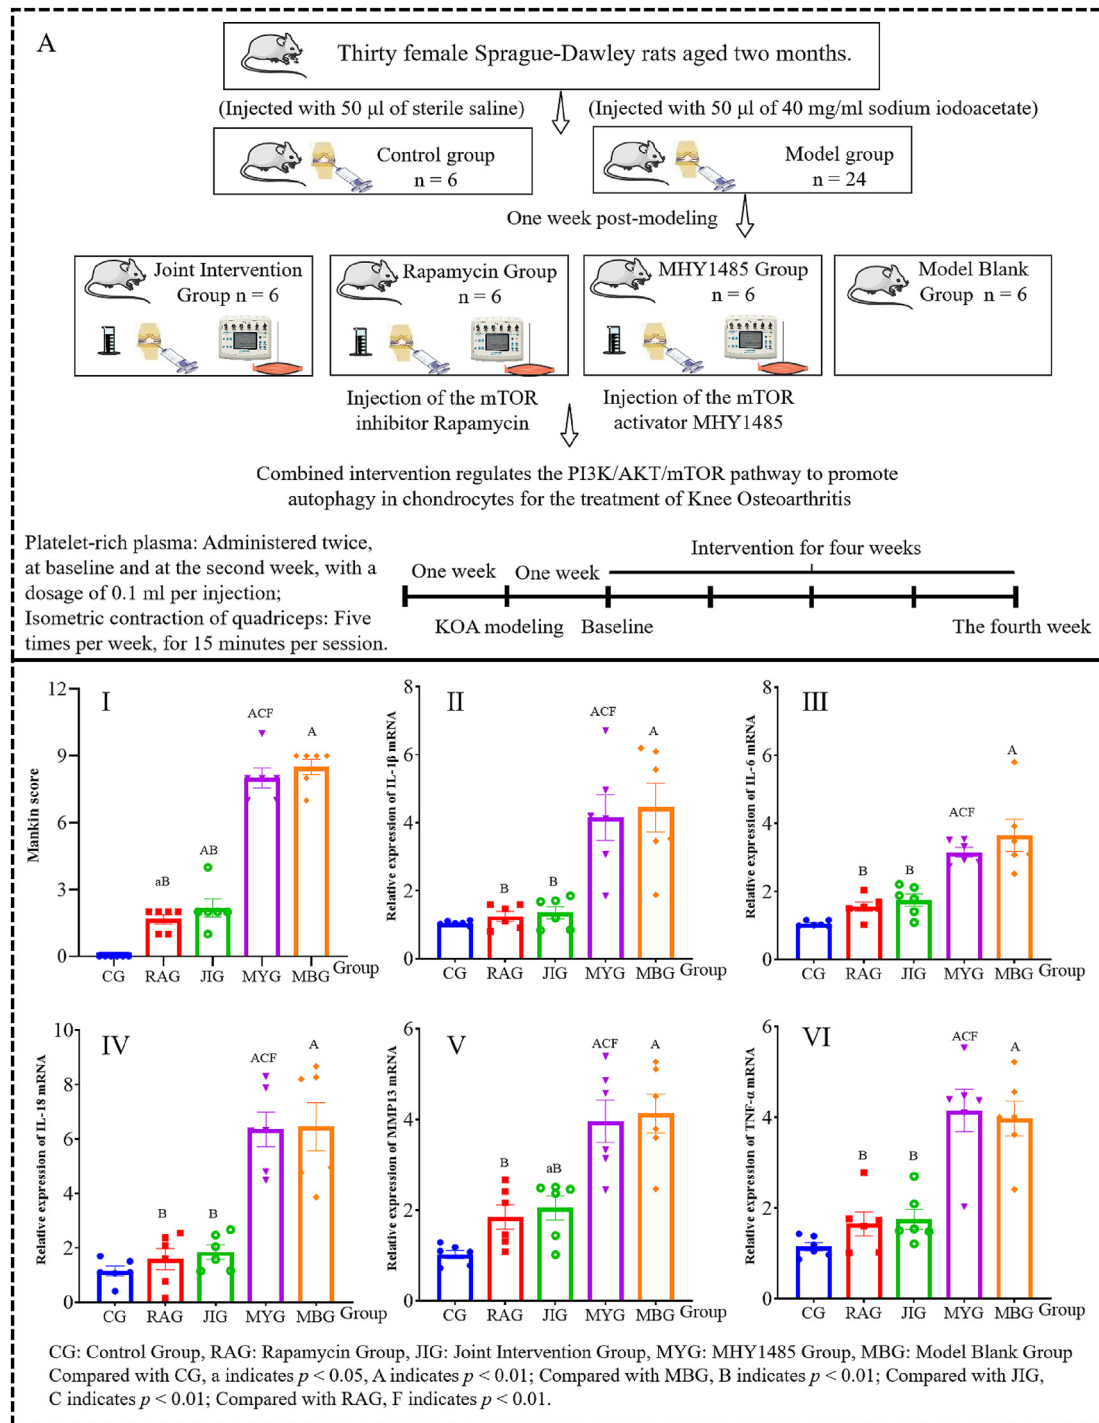 A
Thirty female Sprague-Dawley rats aged two months.
(Injected with 50 μl of sterile saline)
(Injected with 50 μl of 40 mg/ml sodium iodoacetate)
Control group
n = 6
Model group
n = 24
One week post-modeling
Joint Intervention
Group n = 6
Rapamycin Group
n = 6
MHY1485 Group
n = 6
Model Blank
Group n = 6
Injection of the mTOR
inhibitor Rapamycin
Injection of the mTOR
activator MHY1485
Combined intervention regulates the PI3K/AKT/mTOR pathway to promote
autophagy in chondrocytes for the treatment of Knee Osteoarthritis
Platelet-rich plasma: Administered twice,
at baseline and at the second week, with a
dosage of 0.1 ml per injection;
Isometric contraction of quadriceps: Five
times per week, for 15 minutes per session.
Intervention for four weeks
One week
One week
KOA modeling
Baseline
The fourth week
I
Mankin score
12
9
6
3
0
aB
AB
ACF
A
CG
RAG
JIG
MYG
MBG
Group
II
Relative expression of IL-1β mRNA
8
6
4
2
0
B
B
ACF
A
CG
RAG
JIG
MYG
MBG
Group
III
Relative expression of IL-6 mRNA
8
6
4
2
0
B
B
ACF
A
CG
RAG
JIG
MYG
MBG
Group
IV
Relative expression of IL-18 mRNA
10
8
6
4
2
0
B
B
ACF
A
CG
RAG
JIG
MYG
MBG
Group
V
Relative expression of MMP13 mRNA
6
4
2
0
B
aB
ACF
A
CG
RAG
JIG
MYG
MBG
Group
VI
Relative expression of TNF-α mRNA
6
4
2
0
B
B
ACF
A
CG
RAG
JIG
MYG
MBG
Group
CG: Control Group, RAG: Rapamycin Group, JIG: Joint Intervention Group, MYG: MHY1485 Group, MBG: Model Blank Group
Compared with CG, a indicates p < 0.05, A indicates p < 0.01; Compared with MBG, B indicates p < 0.01; Compared with JIG,
C indicates p < 0.01; Compared with RAG, F indicates p < 0.01.